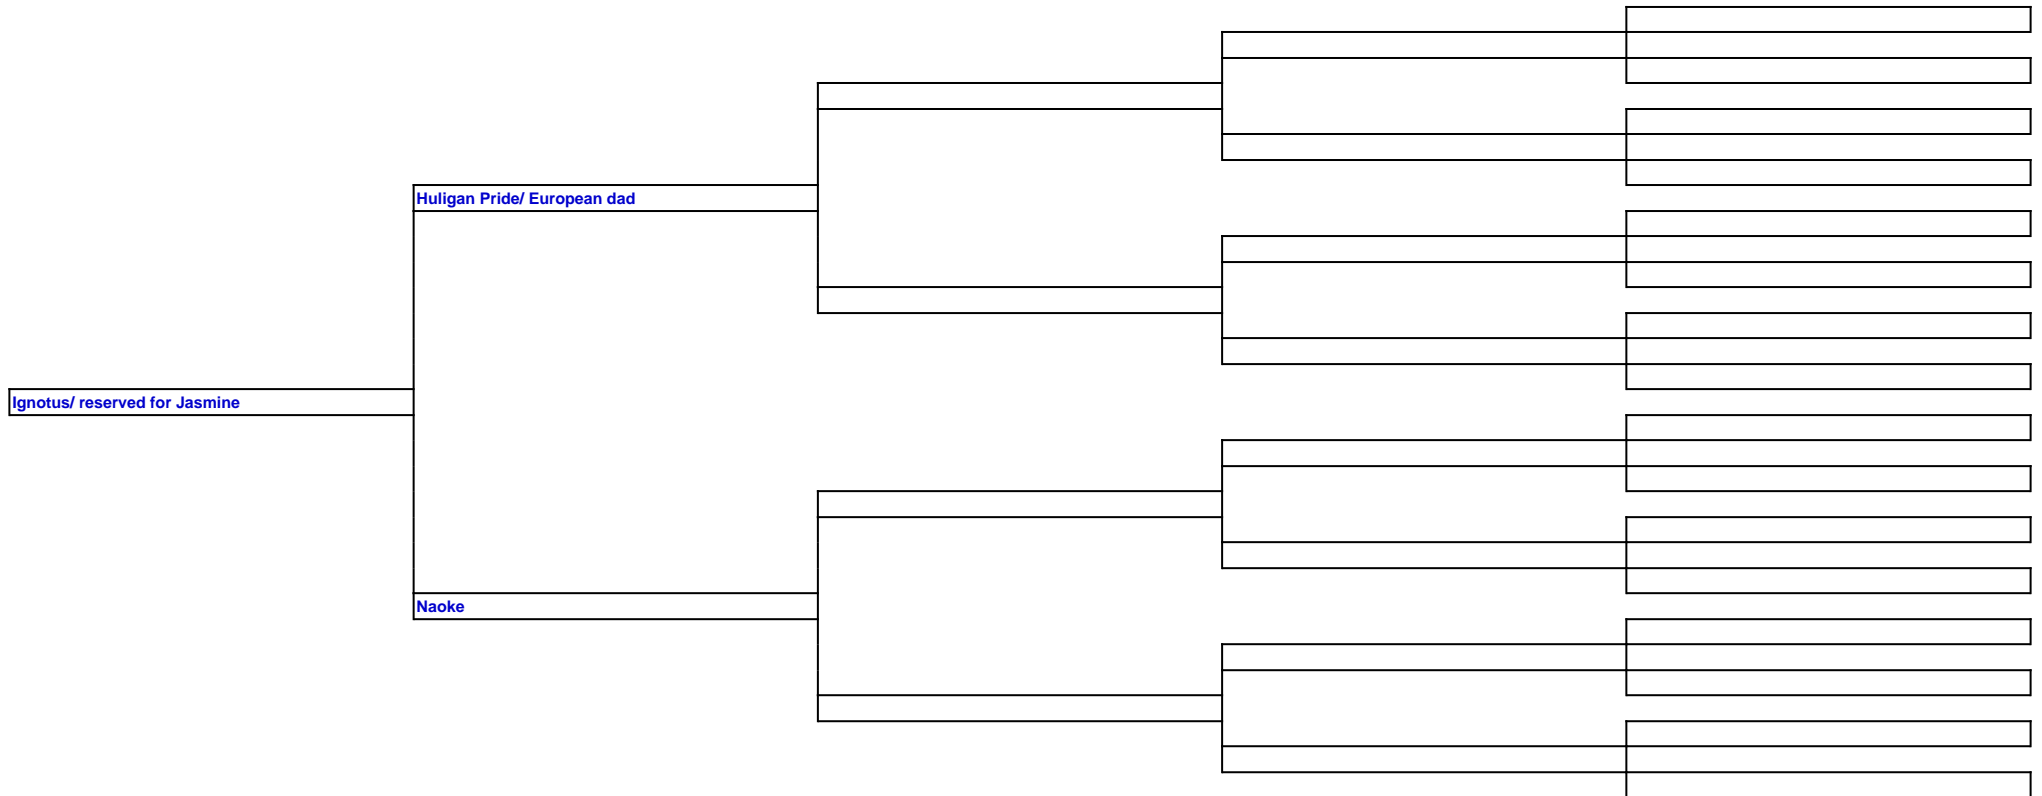 Huligan Pride/ European dad
Ignotus/ reserved for Jasmine
Naoke